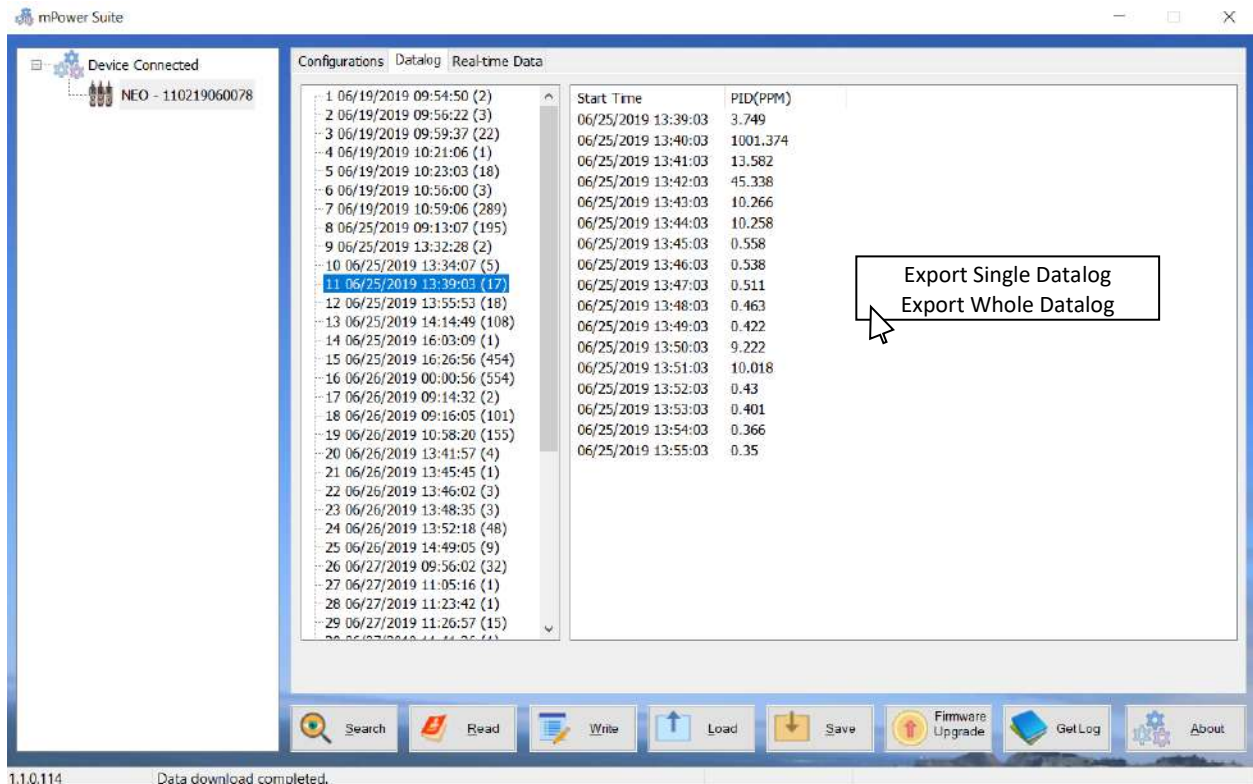 mPower Suite
Device Connected
NEO - 110219060078
Configurations Datalog Real-time Data
1 06/19/2019 09:54:50 (2)
2 06/19/2019 09:56:22 (3)
3 06/19/2019 09:59:37 (22)
4 06/19/2019 10:21:06 (1)
5 06/19/2019 10:23:03 (18)
6 06/19/2019 10:56:00 (3)
7 06/19/2019 10:59:06 (289)
8 06/25/2019 09:13:07 (195)
9 06/25/2019 13:32:28 (2)
10 06/25/2019 13:34:07 (5)
11 06/25/2019 13:39:03 (17)
12 06/25/2019 13:55:53 (18)
13 06/25/2019 14:14:49 (108)
14 06/25/2019 16:03:09 (1)
15 06/25/2019 16:26:56 (454)
16 06/26/2019 00:00:56 (554)
17 06/26/2019 09:14:32 (2)
18 06/26/2019 09:16:05 (101)
19 06/26/2019 10:58:20 (155)
20 06/26/2019 13:41:57 (4)
21 06/26/2019 13:45:45 (1)
22 06/26/2019 13:46:02 (3)
23 06/26/2019 13:48:35 (3)
24 06/26/2019 13:52:18 (48)
25 06/26/2019 14:49:05 (9)
26 06/27/2019 09:56:02 (32)
27 06/27/2019 11:05:16 (1)
28 06/27/2019 11:23:42 (1)
29 06/27/2019 11:26:57 (15)
Start Time PID(PPM)
06/25/2019 13:39:03 3.749
06/25/2019 13:40:03 1001.374
06/25/2019 13:41:03 13.582
06/25/2019 13:42:03 45.338
06/25/2019 13:43:03 10.266
06/25/2019 13:44:03 10.258
06/25/2019 13:45:03 0.558
06/25/2019 13:46:03 0.538
06/25/2019 13:47:03 0.511
06/25/2019 13:48:03 0.463
06/25/2019 13:49:03 0.422
06/25/2019 13:50:03 9.222
06/25/2019 13:51:03 10.018
06/25/2019 13:52:03 0.43
06/25/2019 13:53:03 0.401
06/25/2019 13:54:03 0.366
06/25/2019 13:55:03 0.35
Export Single Datalog
Export Whole Datalog
Search Read Write Load Save Firmware Upgrade Get Log About
1.1.0.114 Data download completed.